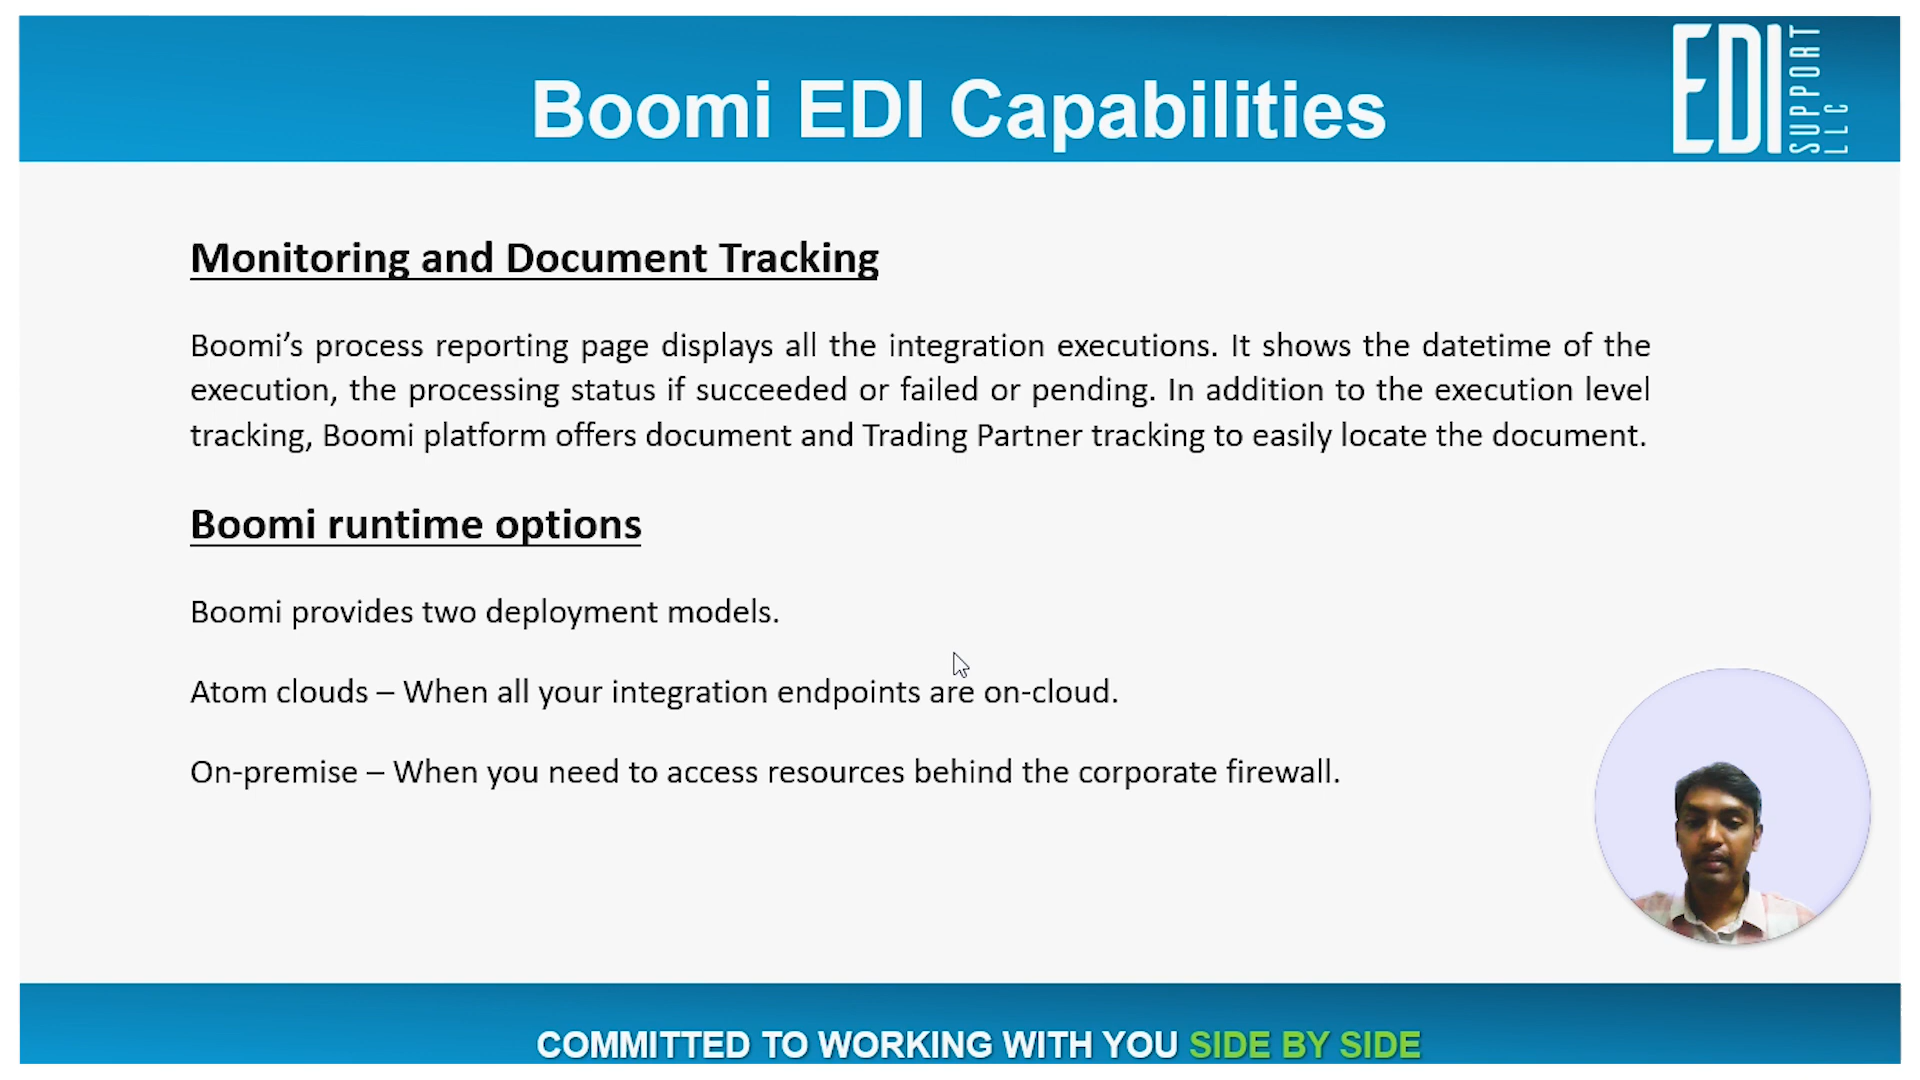 Boomi EDI Capabilities
EDI
SUPPORT
LLC
Monitoring and Document Tracking
Boomi’s process reporting page displays all the integration executions. It shows the datetime of the
execution, the processing status if succeeded or failed or pending. In addition to the execution level
tracking, Boomi platform offers document and Trading Partner tracking to easily locate the document.
Boomi runtime options
Boomi provides two deployment models.
Atom clouds – When all your integration endpoints are on-cloud.
On-premise – When you need to access resources behind the corporate firewall.
COMMITTED TO WORKING WITH YOU SIDE BY SIDE